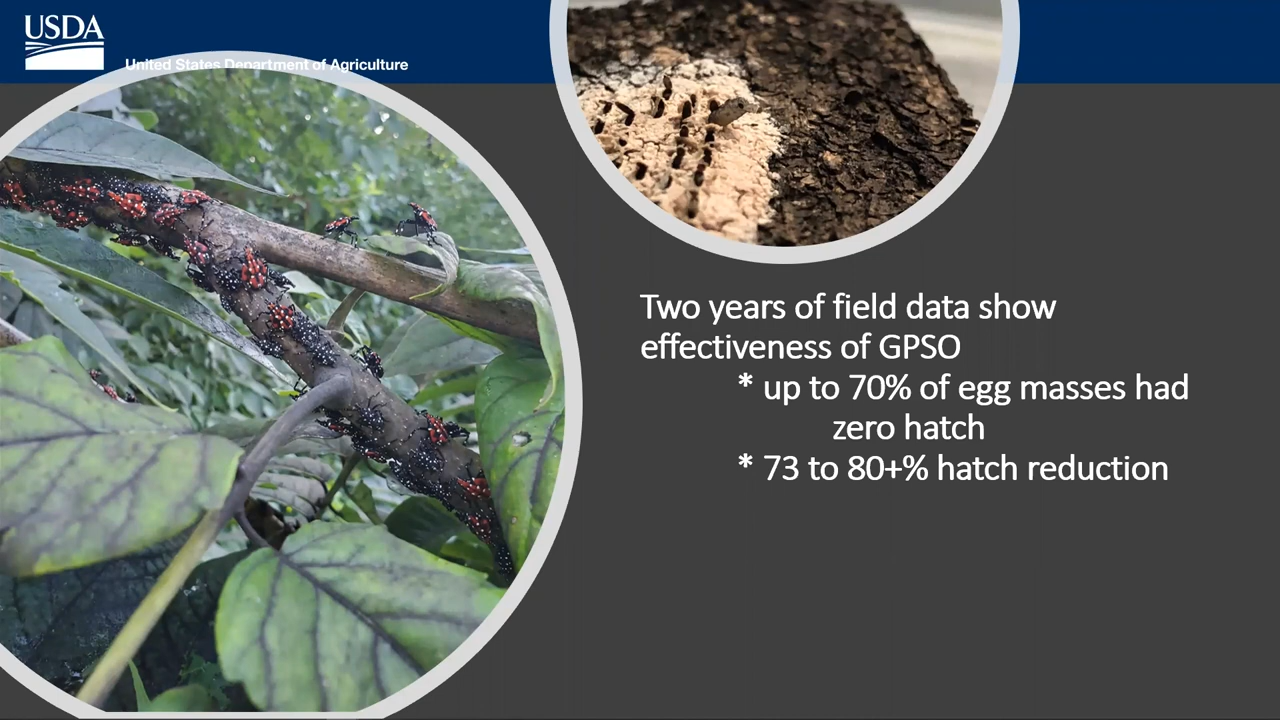 USDA
United States Department of Agriculture
Two years of field data show
effectiveness of GPSO
* up to 70% of egg masses had
zero hatch
* 73 to 80+% hatch reduction